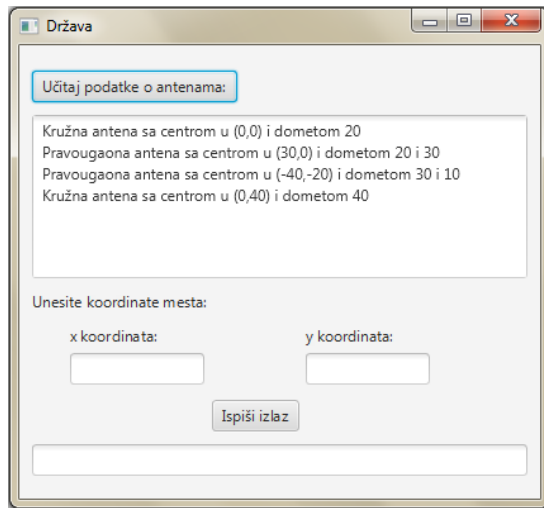 Država
Učitaj podatke o antenama:
Kružna antena sa centrom u (0,0) i dometom 20
Pravougaona antena sa centrom u (30,0) i dometom 20 i 30
Pravougaona antena sa centrom u (-40,-20) i dometom 30 i 10
Kružna antena sa centrom u (0,40) i dometom 40
Unesite koordinate mesta:
x koordinata: y koordinata:
Ispiši izlaz